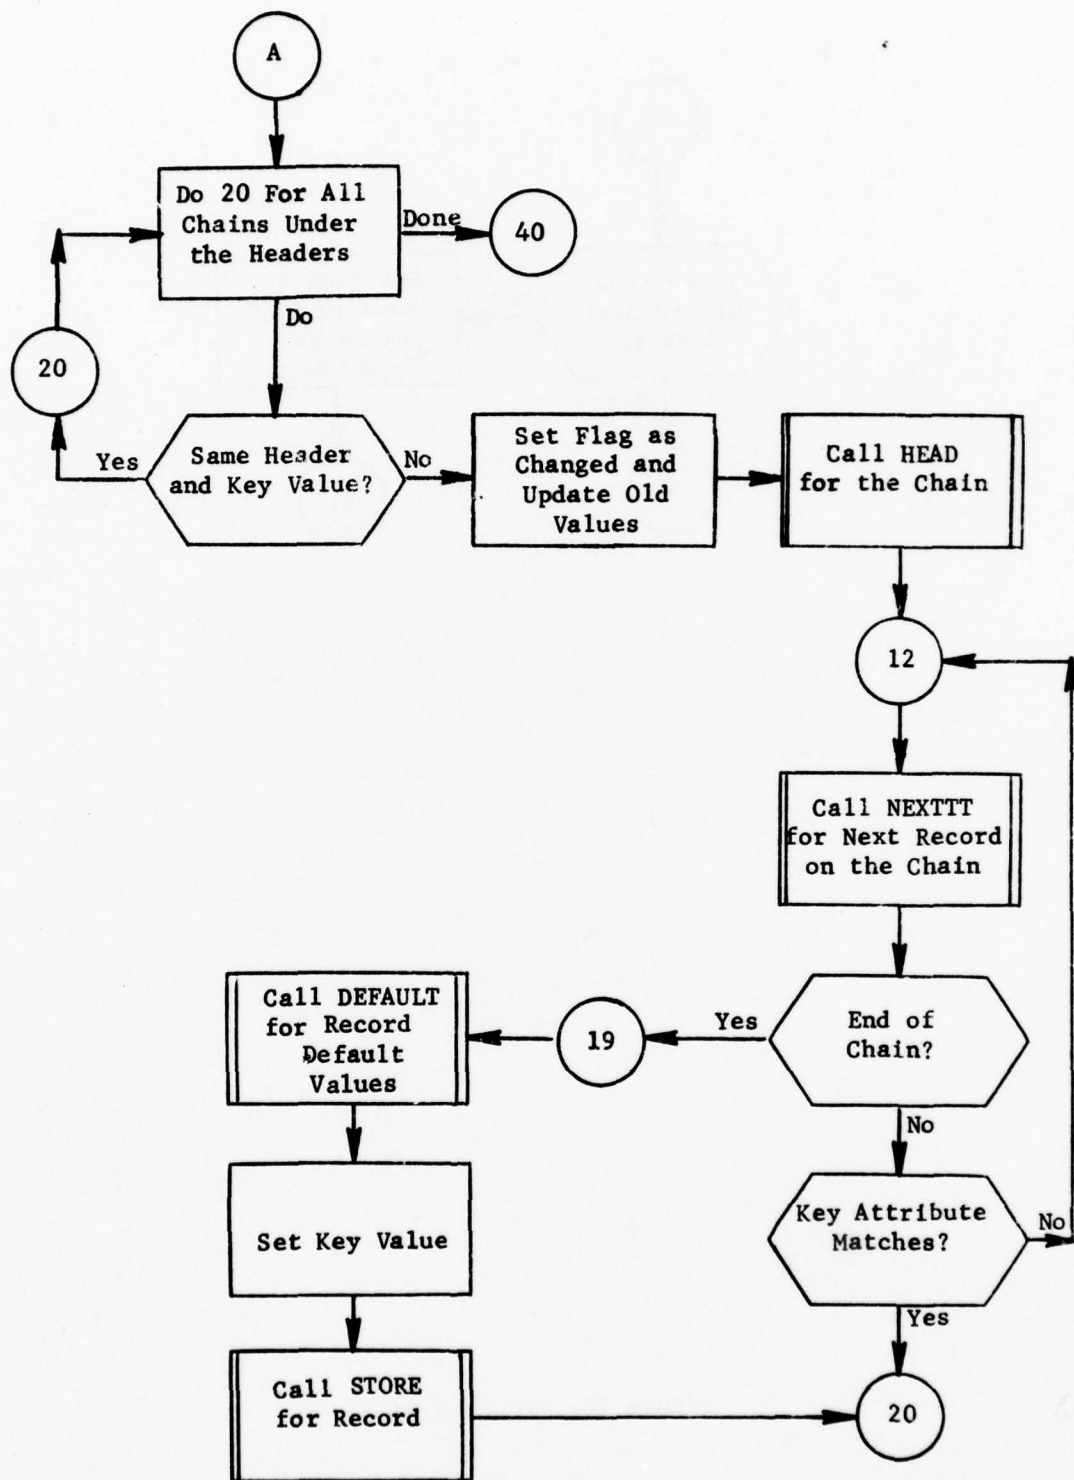 A
Do 20 For All
Chains Under
the Headers
Done
40
Do
20
Same Header
and Key Value?
Yes
No
Set Flag as
Changed and
Update Old
Values
Call HEAD
for the Chain
12
Call NEXTTT
for Next Record
on the Chain
End of
Chain?
Yes
19
Call DEFAULT
for Record
Default
Values
No
Set Key Value
Key Attribute
Matches?
No
Yes
Call STORE
for Record
20